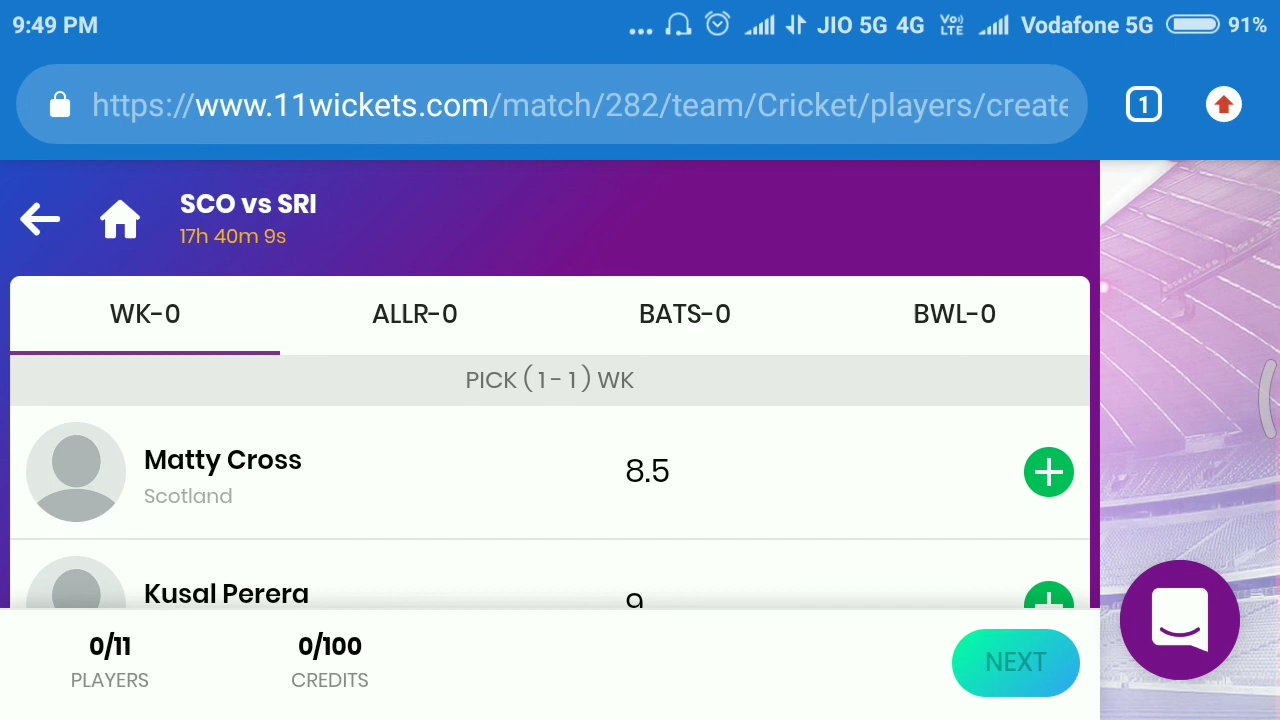 9:49 PM
... JIO 5G 4G Vo)) LTE Vodafone 5G 91%
https://www.11wickets.com/match/282/team/Cricket/players/create
1
SCO vs SRI
17h 40m 9s
WK-0 ALLR-0 BATS-0 BWL-0
PICK ( 1 - 1 ) WK
Matty Cross
8.5
Scotland
Kusal Perera
9
0/11 0/100
PLAYERS CREDITS
NEXT